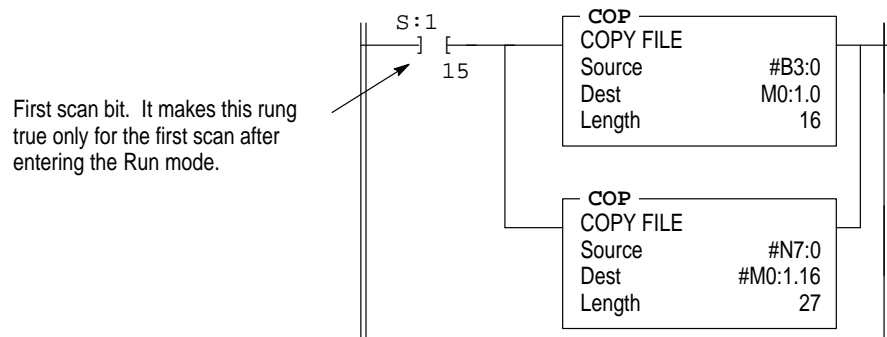 S:1
] [
15
First scan bit. It makes this rung
true only for the first scan after
entering the Run mode.
COP
COPY FILE
Source #B3:0
Dest M0:1.0
Length 16
COP
COPY FILE
Source #N7:0
Dest #M0:1.16
Length 27